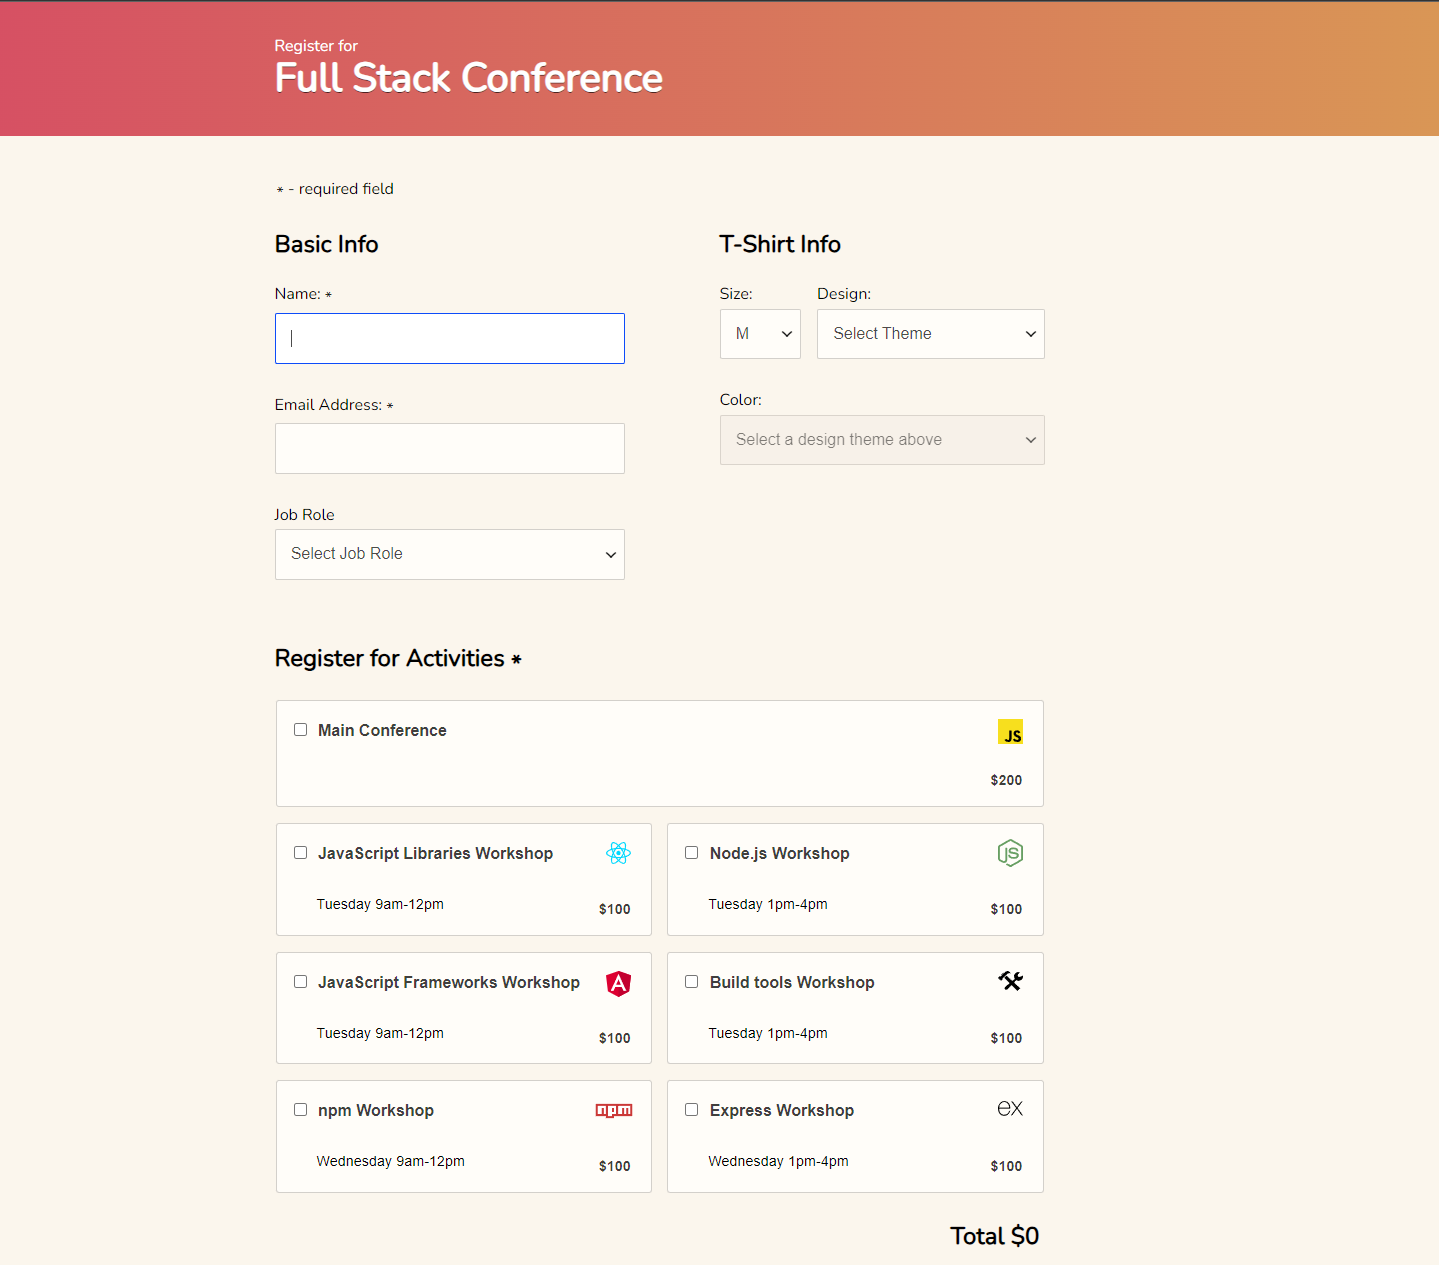 Register for
Full Stack Conference
* - required field
Basic Info
Name: *
Email Address: *
Job Role
Select Job Role
T-Shirt Info
Size:
Design:
M
Select Theme
Color:
Select a design theme above
Register for Activities *
Main Conference
JS
$200
JavaScript Libraries Workshop
Tuesday 9am-12pm
$100
Node.js Workshop
JS
Tuesday 1pm-4pm
$100
JavaScript Frameworks Workshop
A
Tuesday 9am-12pm
$100
Build tools Workshop
Tuesday 1pm-4pm
$100
npm Workshop
npm
Wednesday 9am-12pm
$100
Express Workshop
ex
Wednesday 1pm-4pm
$100
Total $0